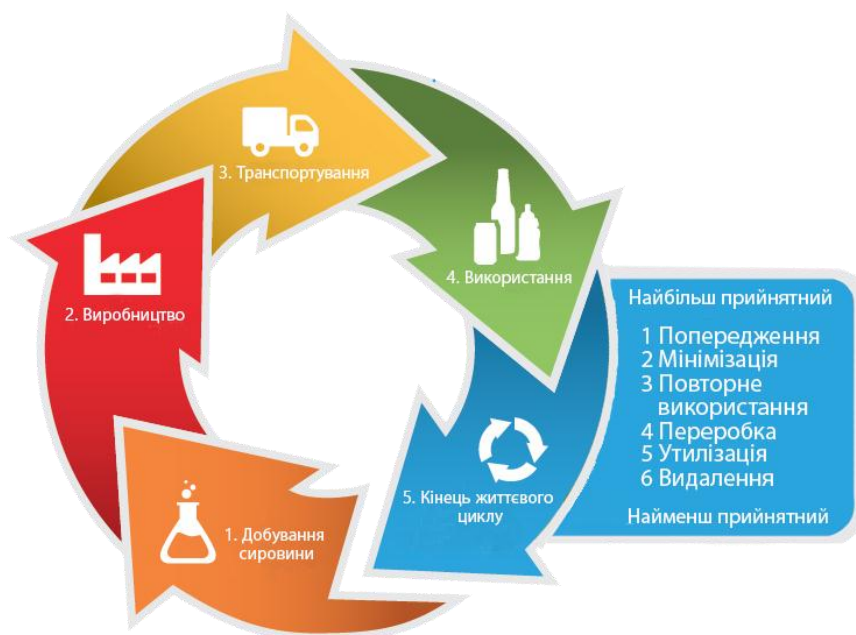 1. Добування
сировини
2. Виробництво
3. Транспортування
4. Використання
5. Кінець життєвого
циклу
Найбільш прийнятний
1 Попередження
2 Мінімізація
3 Повторне
використання
4 Переробка
5 Утилізація
6 Видалення
Найменш прийнятний